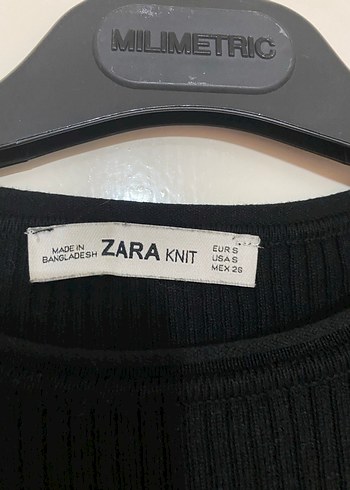 MILIMETRIC
MADE IN
BANGLADESH
ZARA KNIT
EUR S
USA S
MEX 26